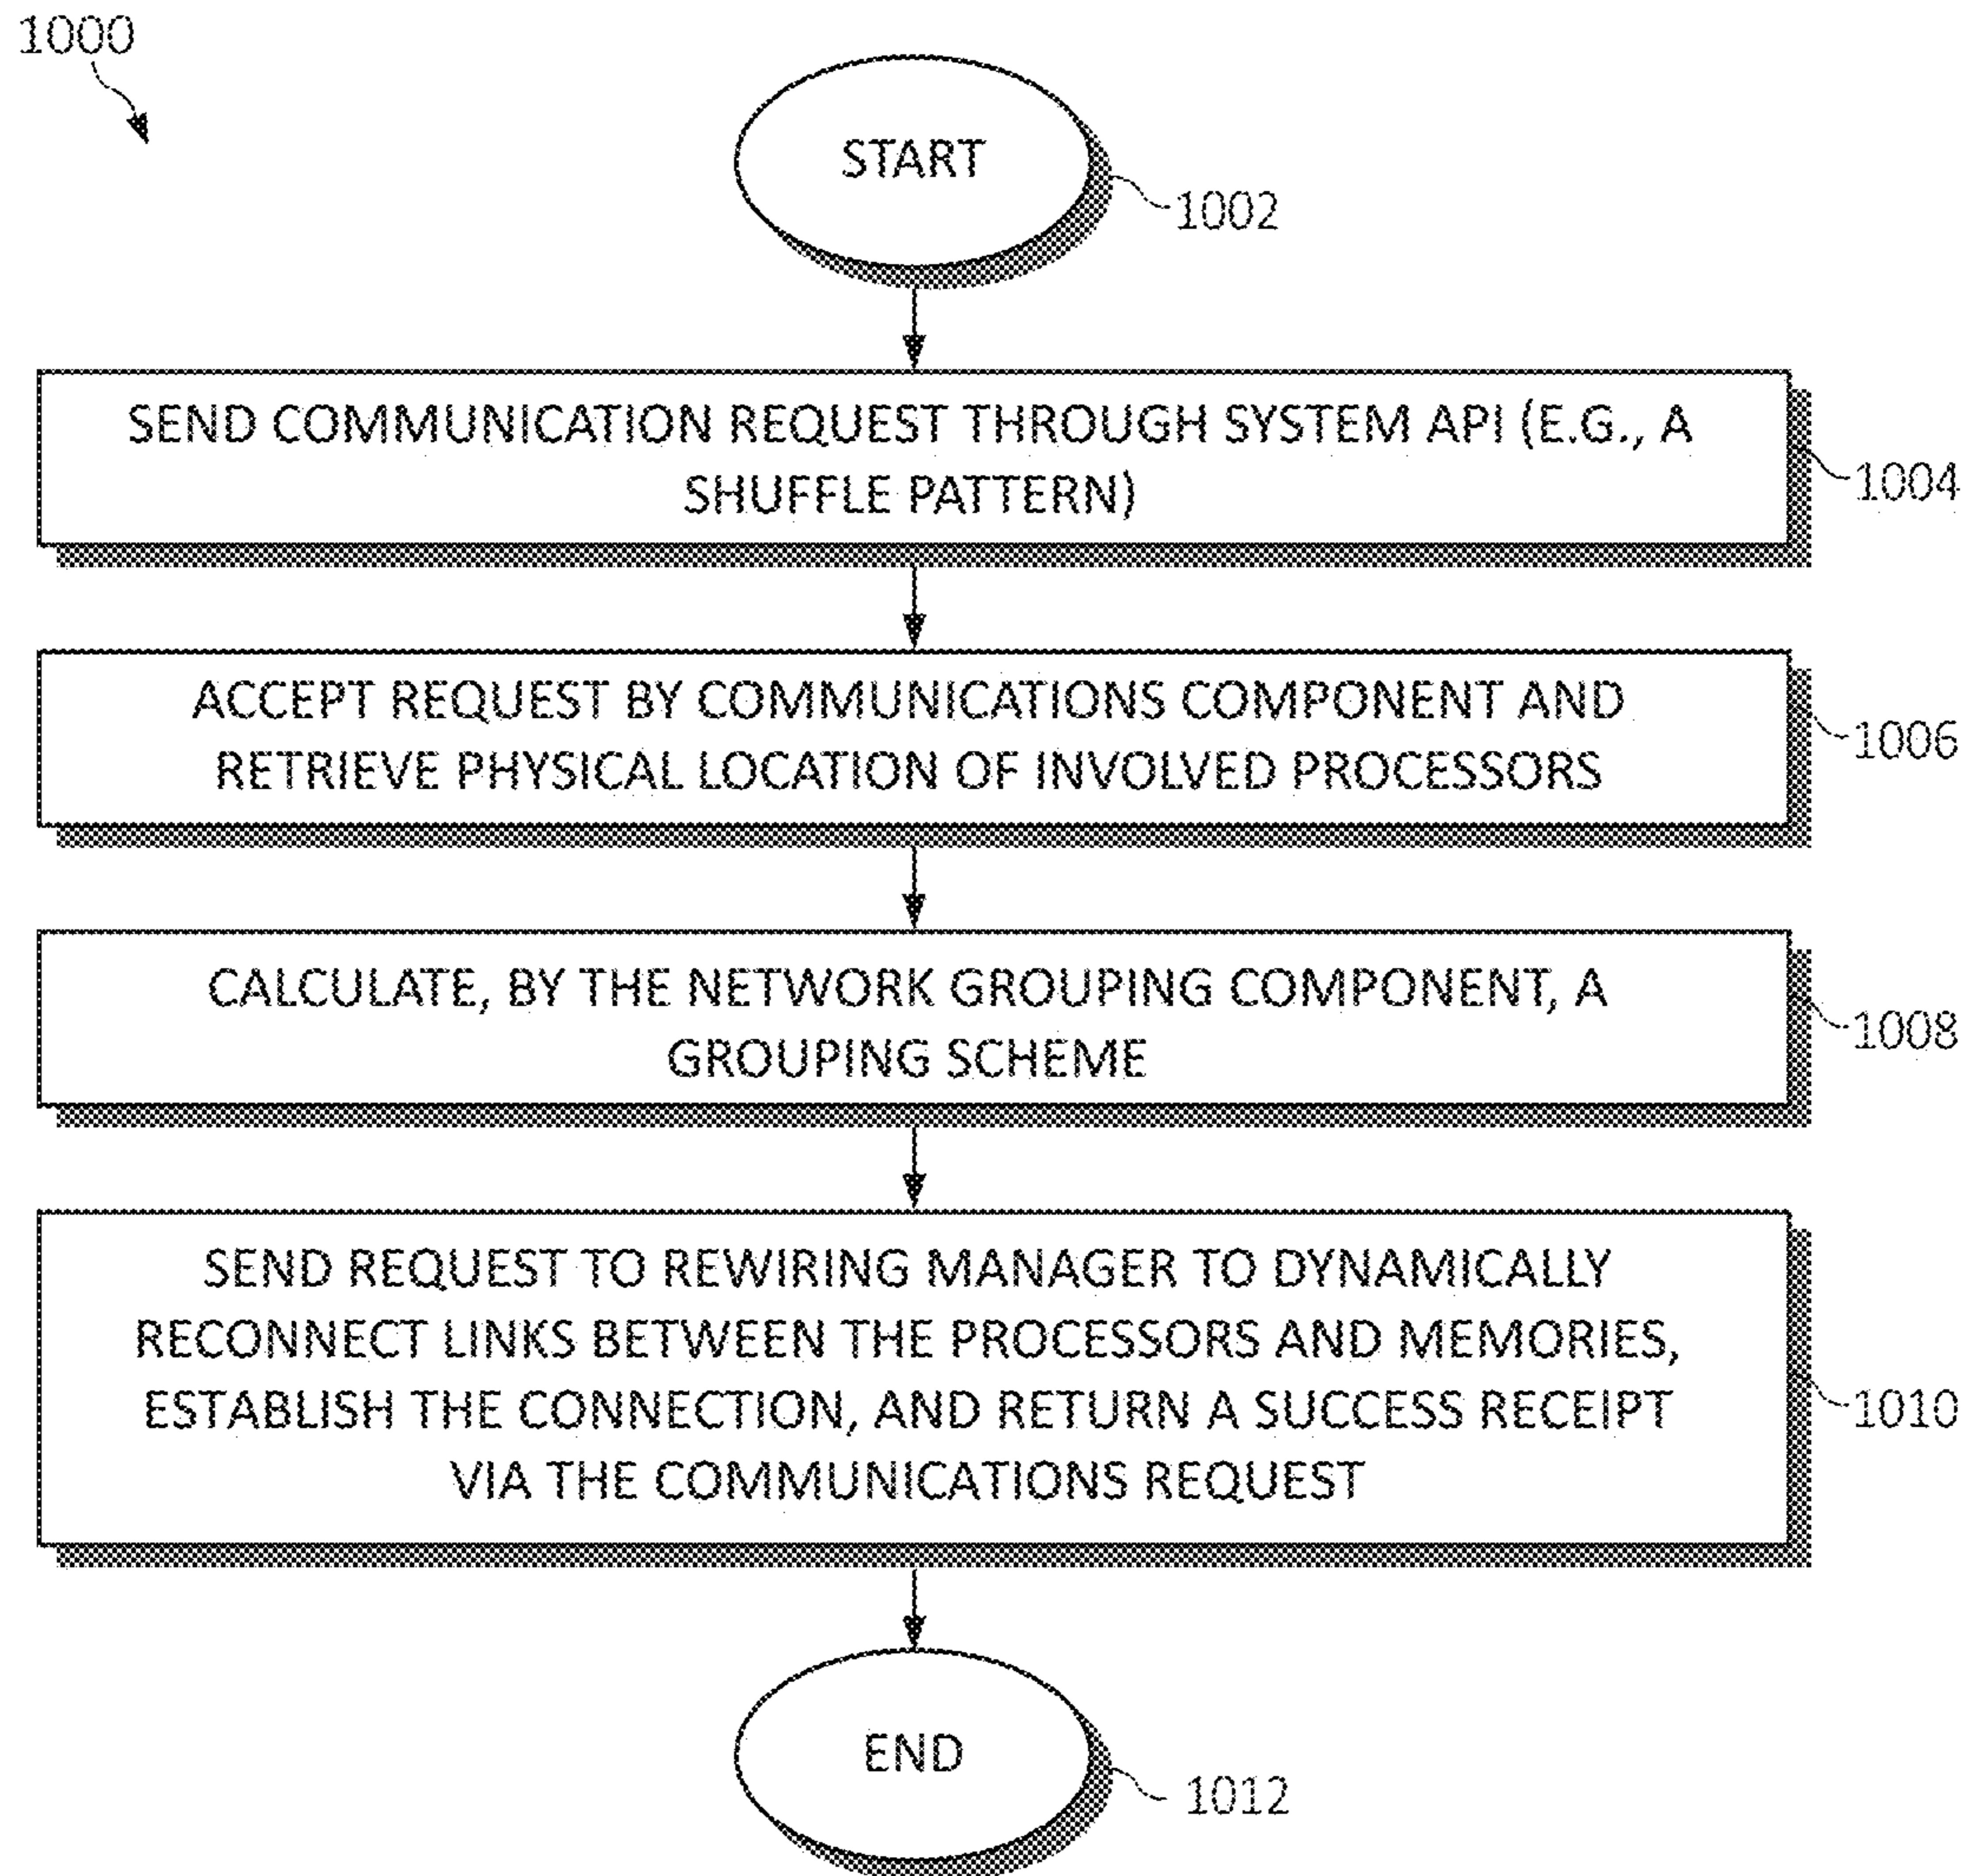 1000
START
1002
SEND COMMUNICATION REQUEST THROUGH SYSTEM API (E.G., A
SHUFFLE PATTERN)
1004
ACCEPT REQUEST BY COMMUNICATIONS COMPONENT AND
RETRIEVE PHYSICAL LOCATION OF INVOLVED PROCESSORS
1006
CALCULATE, BY THE NETWORK GROUPING COMPONENT, A
GROUPING SCHEME
1008
SEND REQUEST TO REWIRING MANAGER TO DYNAMICALLY
RECONNECT LINKS BETWEEN THE PROCESSORS AND MEMORIES,
ESTABLISH THE CONNECTION, AND RETURN A SUCCESS RECEIPT
VIA THE COMMUNICATIONS REQUEST
1010
END
1012